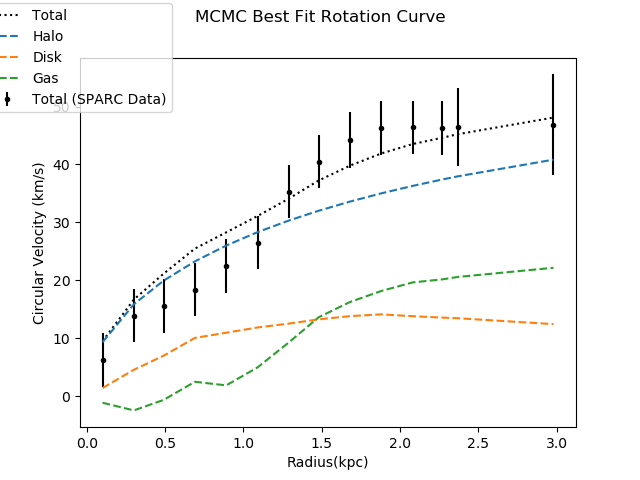 MCMC Best Fit Rotation Curve
Total
Halo
Disk
Gas
Total (SPARC Data)
50
40
30
20
10
0
Circular Velocity (km/s)
0.0 0.5 1.0 1.5 2.0 2.5 3.0
Radius(kpc)